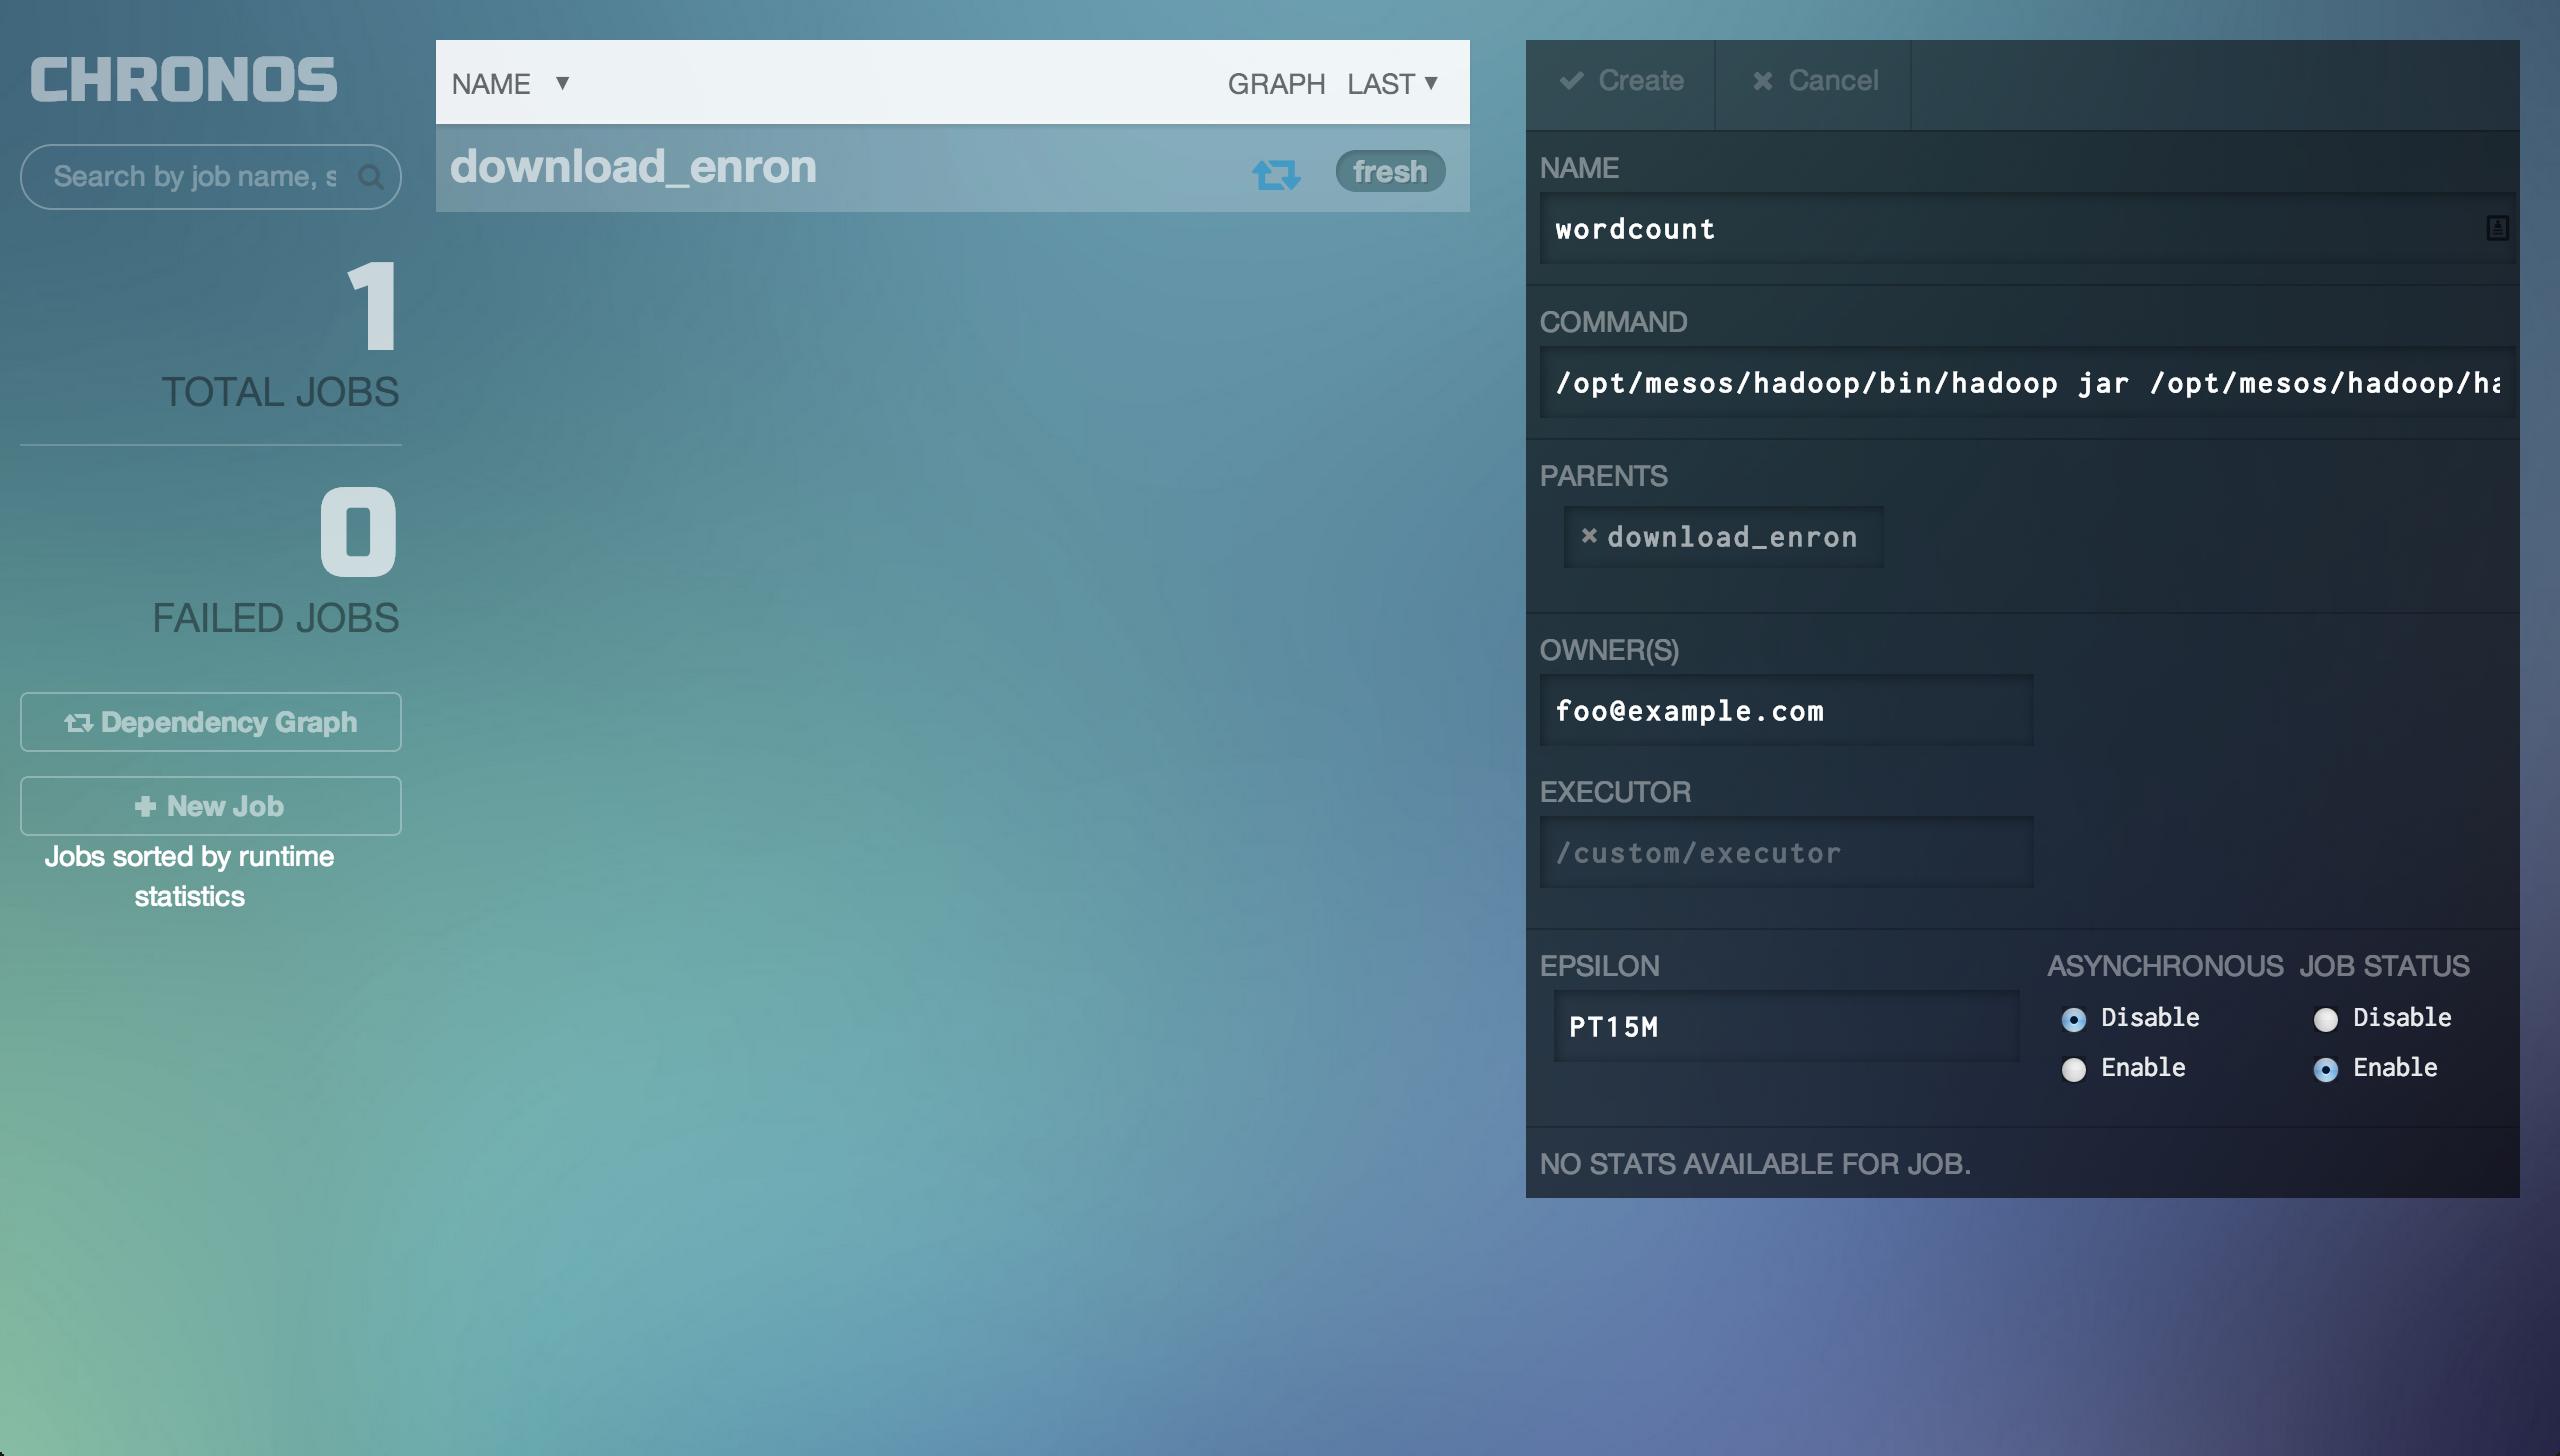 CHRONOS
Search by job name, s
1
TOTAL JOBS
0
FAILED JOBS
Dependency Graph
New Job
Jobs sorted by runtime
statistics
NAME ▼ GRAPH LAST ▼
download_enron fresh
Create Cancel
NAME
wordcount
COMMAND
/opt/mesos/hadoop/bin/hadoop jar /opt/mesos/hadoop/ha
PARENTS
download_enron
OWNER(S)
foo@example.com
EXECUTOR
/custom/executor
EPSILON ASYNCHRONOUS JOB STATUS
PT15M Disable Disable
Enable Enable
NO STATS AVAILABLE FOR JOB.